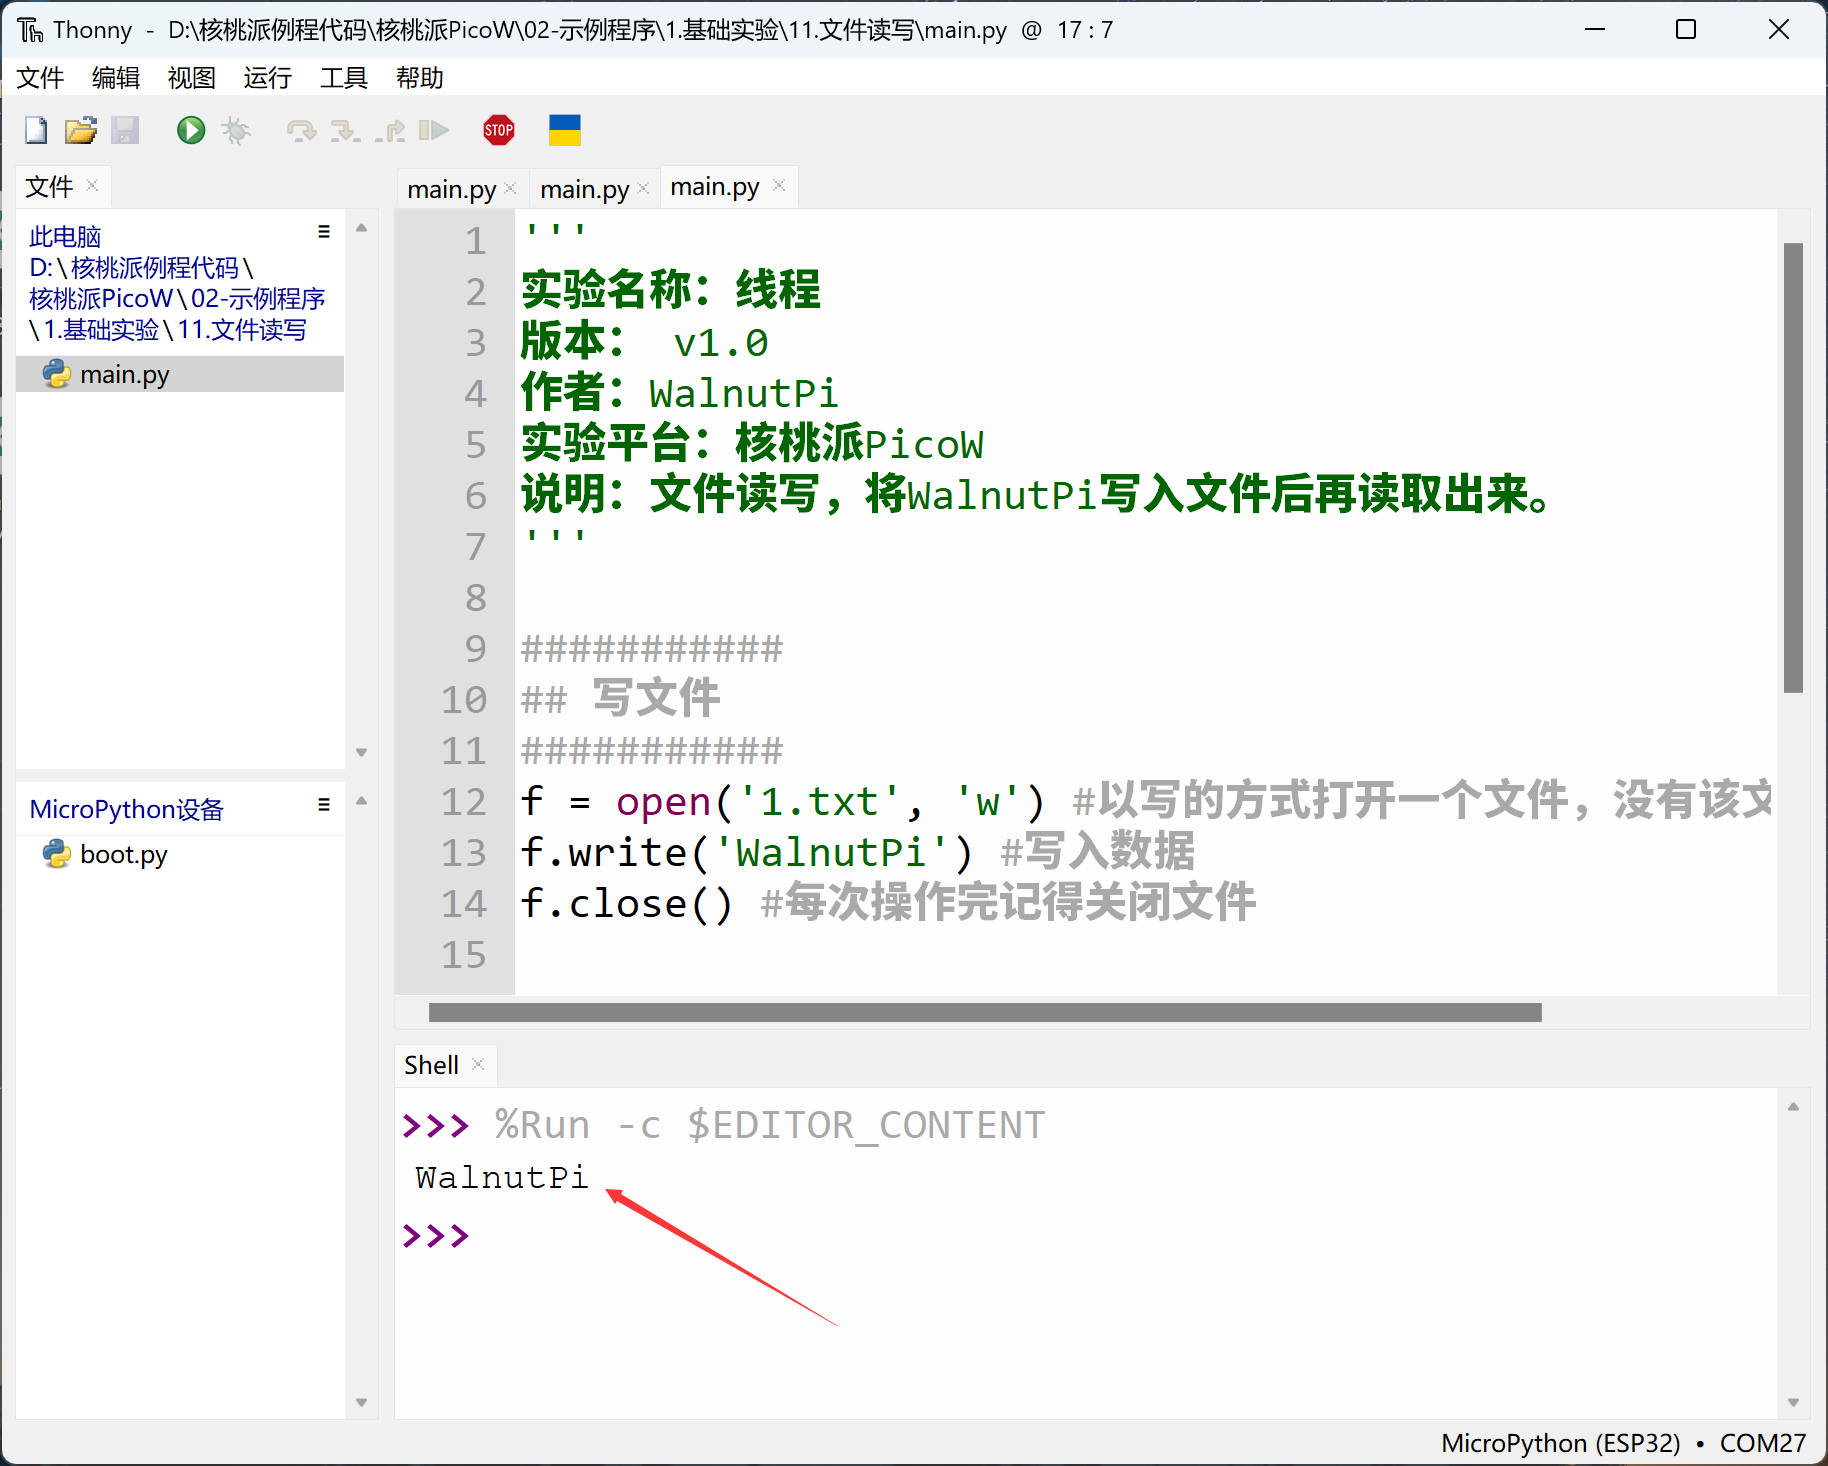 Thonny - D:\核桃派例程代码\核桃派PicoW\02-示例程序\1.基础实验\11.文件读写\main.py @ 17 : 7
文件 编辑 视图 运行 工具 帮助
STOP
文件
此电脑
D:\核桃派例程代码\
核桃派PicoW\02-示例程序
\1.基础实验\11.文件读写
main.py
MicroPython设备
boot.py
main.py main.py main.py
1 '''
2 实验名称：线程
3 版本： v1.0
4 作者：WalnutPi
5 实验平台：核桃派PicoW
6 说明：文件读写，将WalnutPi写入文件后再读取出来。
7 '''
8
9 ###########
10 ## 写文件
11 ###########
12 f = open('1.txt', 'w') #以写的方式打开一个文件，没有该文
13 f.write('WalnutPi') #写入数据
14 f.close() #每次操作完记得关闭文件
15
Shell
>>> %Run -c $EDITOR_CONTENT
WalnutPi
>>>
MicroPython (ESP32) • COM27